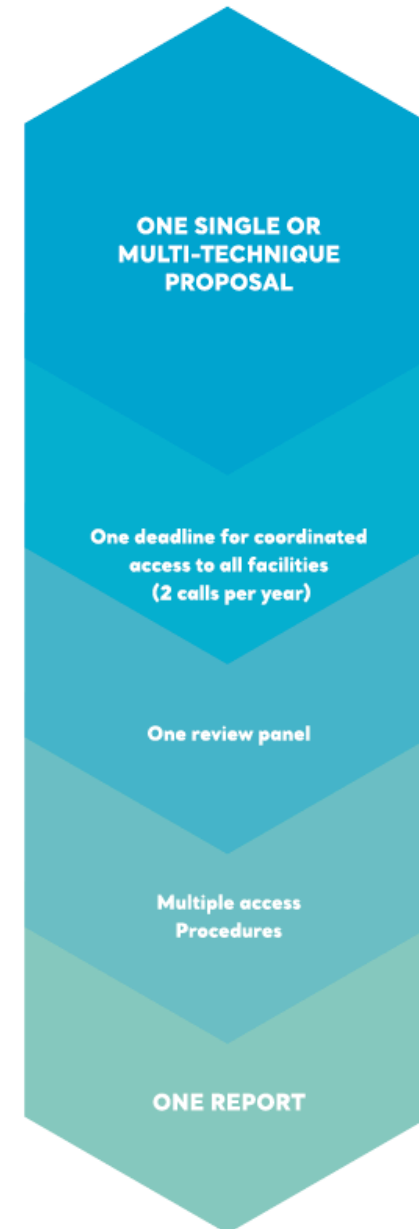 ONE SINGLE OR
MULTI-TECHNIQUE
PROPOSAL
One deadline for coordinated
access to all facilities
(2 calls per year)
One review panel
Multiple access
Procedures
ONE REPORT